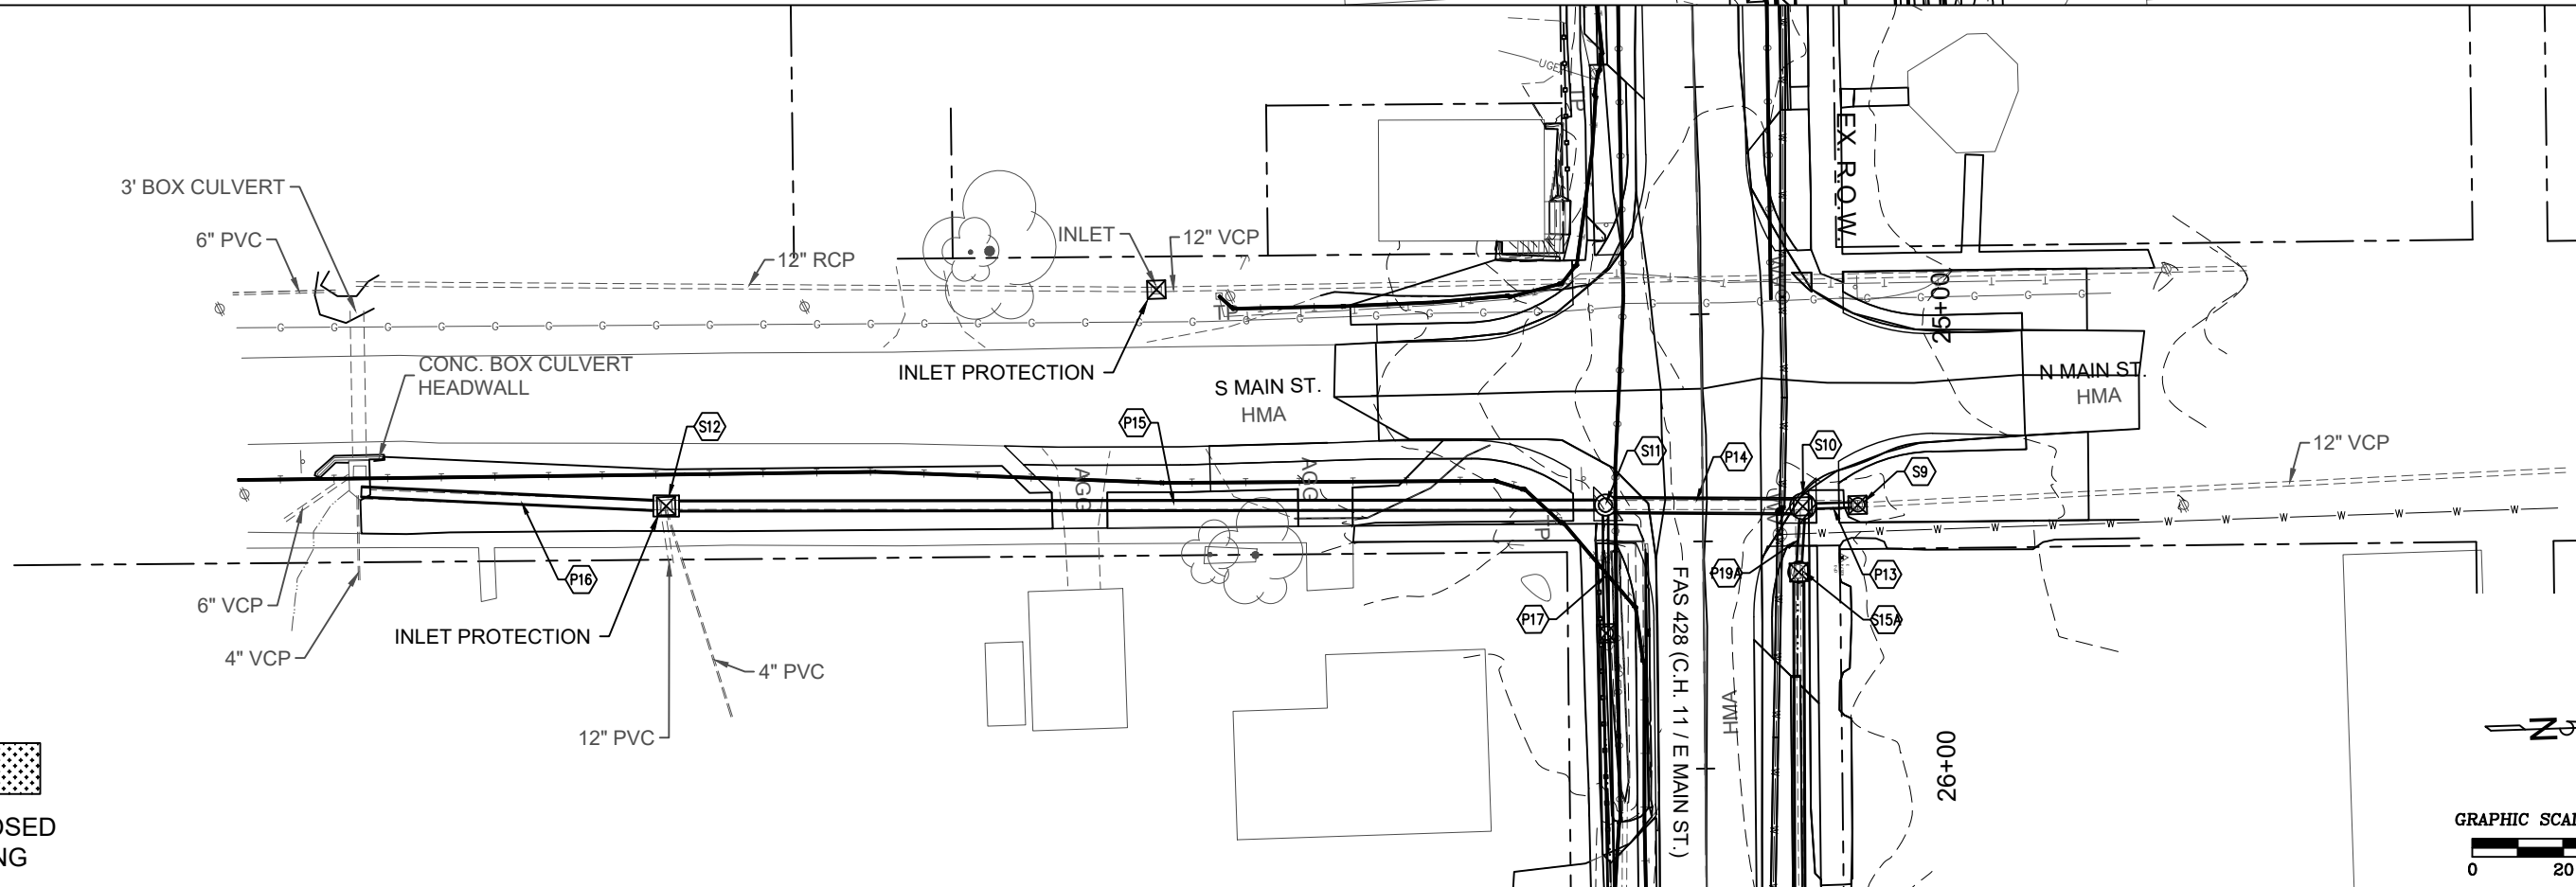 3' BOX CULVERT
6" PVC
12" RCP
INLET
12" VCP
UGE
TP
EX. R.O.W.
25+00
CONC. BOX CULVERT
HEADWALL
INLET PROTECTION
S MAIN ST.
HMA
N MAIN ST.
HMA
S12
P15
S11
P14
S10
S9
12" VCP
AGG
AGG
TP
P16
6" VCP
INLET PROTECTION
4" VCP
4" PVC
12" PVC
P17
P19A
P13
S15A
FAS 428 (C.H. 11 / E MAIN ST.)
HMA
26+00
N
OSED
NG
GRAPHIC SCAL
0 20